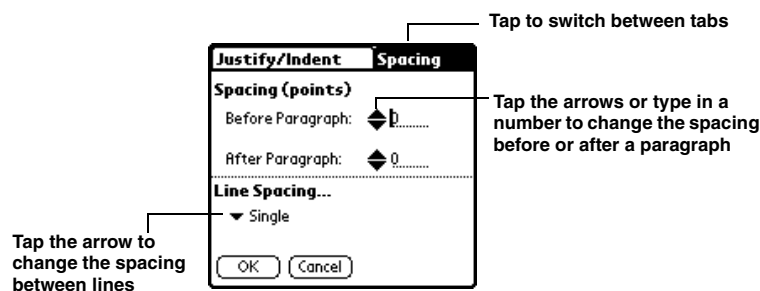 Tap to switch between tabs
Justify/Indent Spacing
Spacing (points)
Before Paragraph: 0
Tap the arrows or type in a
number to change the spacing
before or after a paragraph
After Paragraph: 0
Line Spacing...
Single
Tap the arrow to
change the spacing
between lines
OK Cancel